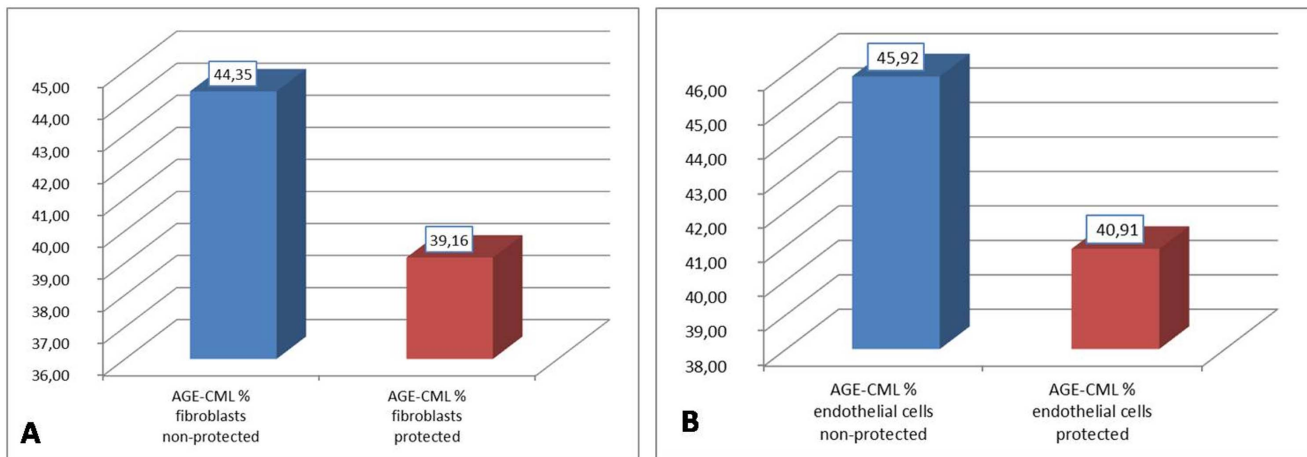 45,00
44,00
43,00
42,00
41,00
40,00
39,00
38,00
37,00
36,00
44,35
39,16
AGE-CML %
fibroblasts
non-protected
AGE-CML %
fibroblasts
protected
A
46,00
45,00
44,00
43,00
42,00
41,00
40,00
39,00
38,00
45,92
40,91
AGE-CML %
endothelial cells
non-protected
AGE-CML %
endothelial cells
protected
B